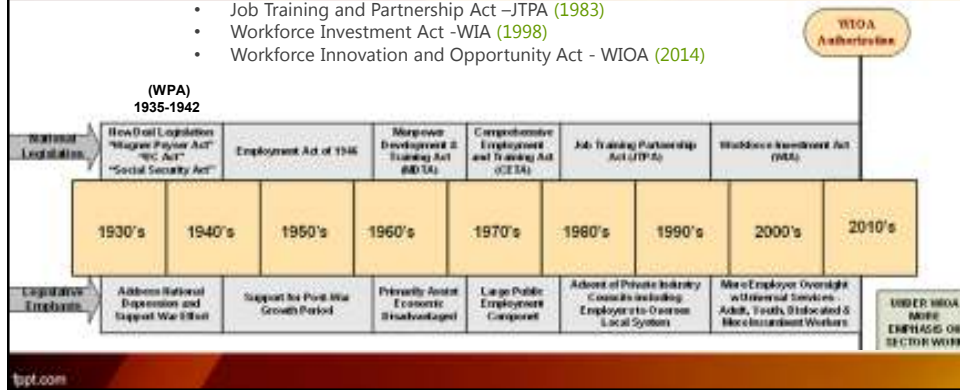 • Job Training and Partnership Act –JTPA (1983)
• Workforce Investment Act -WIA (1998)
• Workforce Innovation and Opportunity Act - WIOA (2014)
WIOA
Authorization
(WPA)
1935-1942
National
Legislation
New Deal Legislation
"Wagner Peyser Act"
"UC Act"
"Social Security Act"
Employment Act of 1946
Manpower
Development &
Training Act
(MDTA)
Comprehensive
Employment
and Training Act
(CETA)
Job Training Partnership
Act (JTPA)
Workforce Investment Act
(WIA)
1930's
1940's
1950's
1960's
1970's
1980's
1990's
2000's
2010's
Legislative
Emphasis
Address National
Depression and
Support War Effort
Support for Post-War
Growth Period
Primarily Assist
Economic
Disadvantaged
Large Public
Employment
Componet
Advent of Private Industry
Councils including
Employers to Oversee
Local System
More Employer Oversight
w/Universal Services -
Adult, Youth, Dislocated &
More Incumbent Workers
UNDER WIOA
MORE
EMPHASIS ON
SECTOR WORK
fppt.com